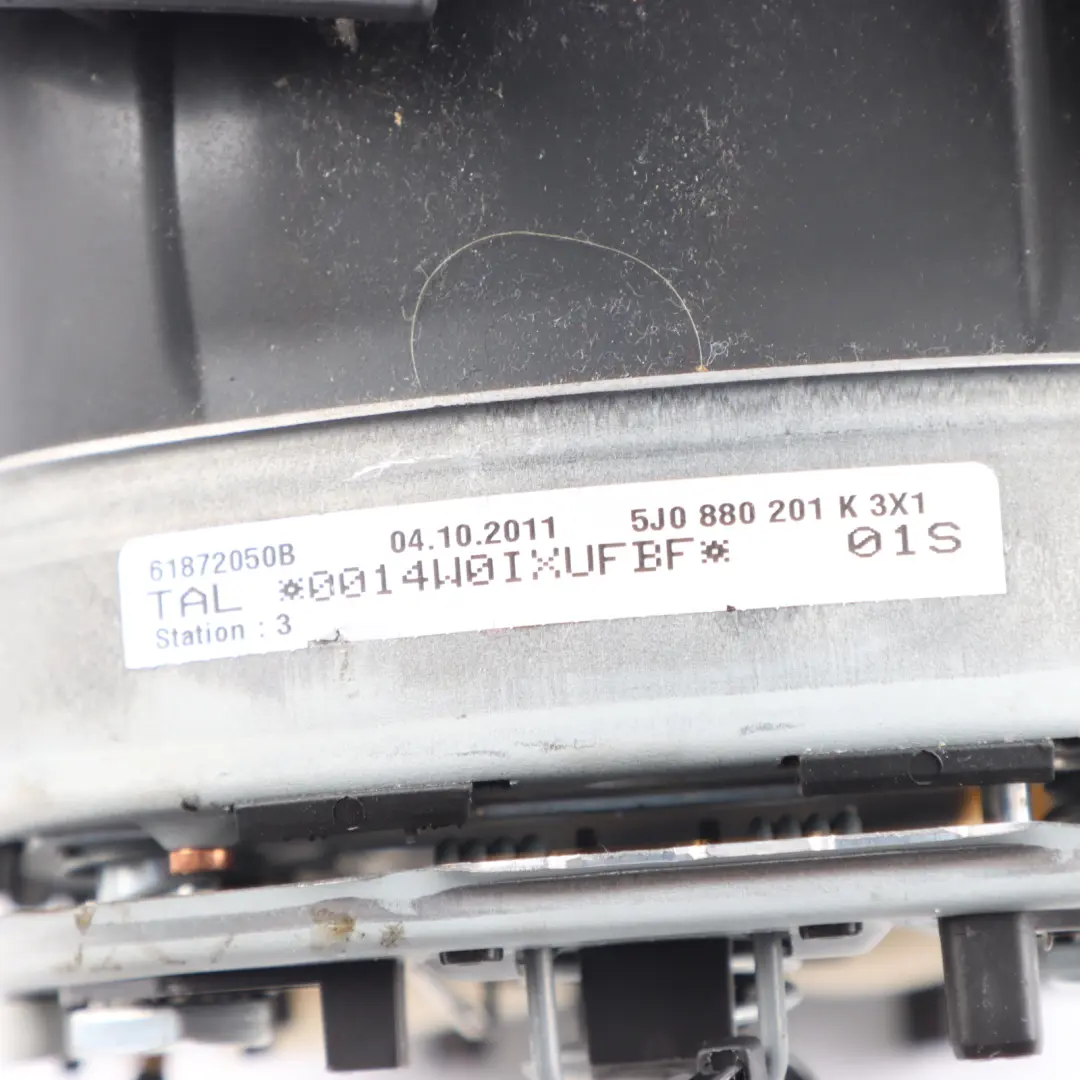 61872050B 04.10.2011 5J0 880 201 K 3X1
TAL *0014W0IXUFBF* 01S
Station : 3